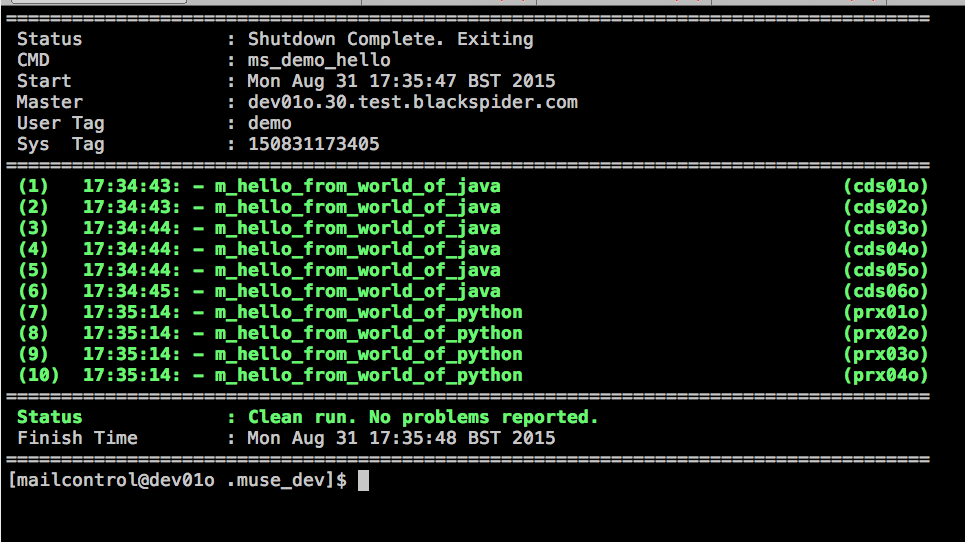 ================================================================================
Status : Shutdown Complete. Exiting
CMD : ms_demo_hello
Start : Mon Aug 31 17:35:47 BST 2015
Master : dev01o.30.test.blackspider.com
User Tag : demo
Sys Tag : 150831173405
================================================================================
(1) 17:34:43: - m_hello_from_world_of_java (cds01o)
(2) 17:34:43: - m_hello_from_world_of_java (cds02o)
(3) 17:34:44: - m_hello_from_world_of_java (cds03o)
(4) 17:34:44: - m_hello_from_world_of_java (cds04o)
(5) 17:34:44: - m_hello_from_world_of_java (cds05o)
(6) 17:34:45: - m_hello_from_world_of_java (cds06o)
(7) 17:35:14: - m_hello_from_world_of_python (prx01o)
(8) 17:35:14: - m_hello_from_world_of_python (prx02o)
(9) 17:35:14: - m_hello_from_world_of_python (prx03o)
(10) 17:35:14: - m_hello_from_world_of_python (prx04o)
================================================================================
Status : Clean run. No problems reported.
Finish Time : Mon Aug 31 17:35:48 BST 2015
================================================================================
[mailcontrol@dev01o .muse_dev]$